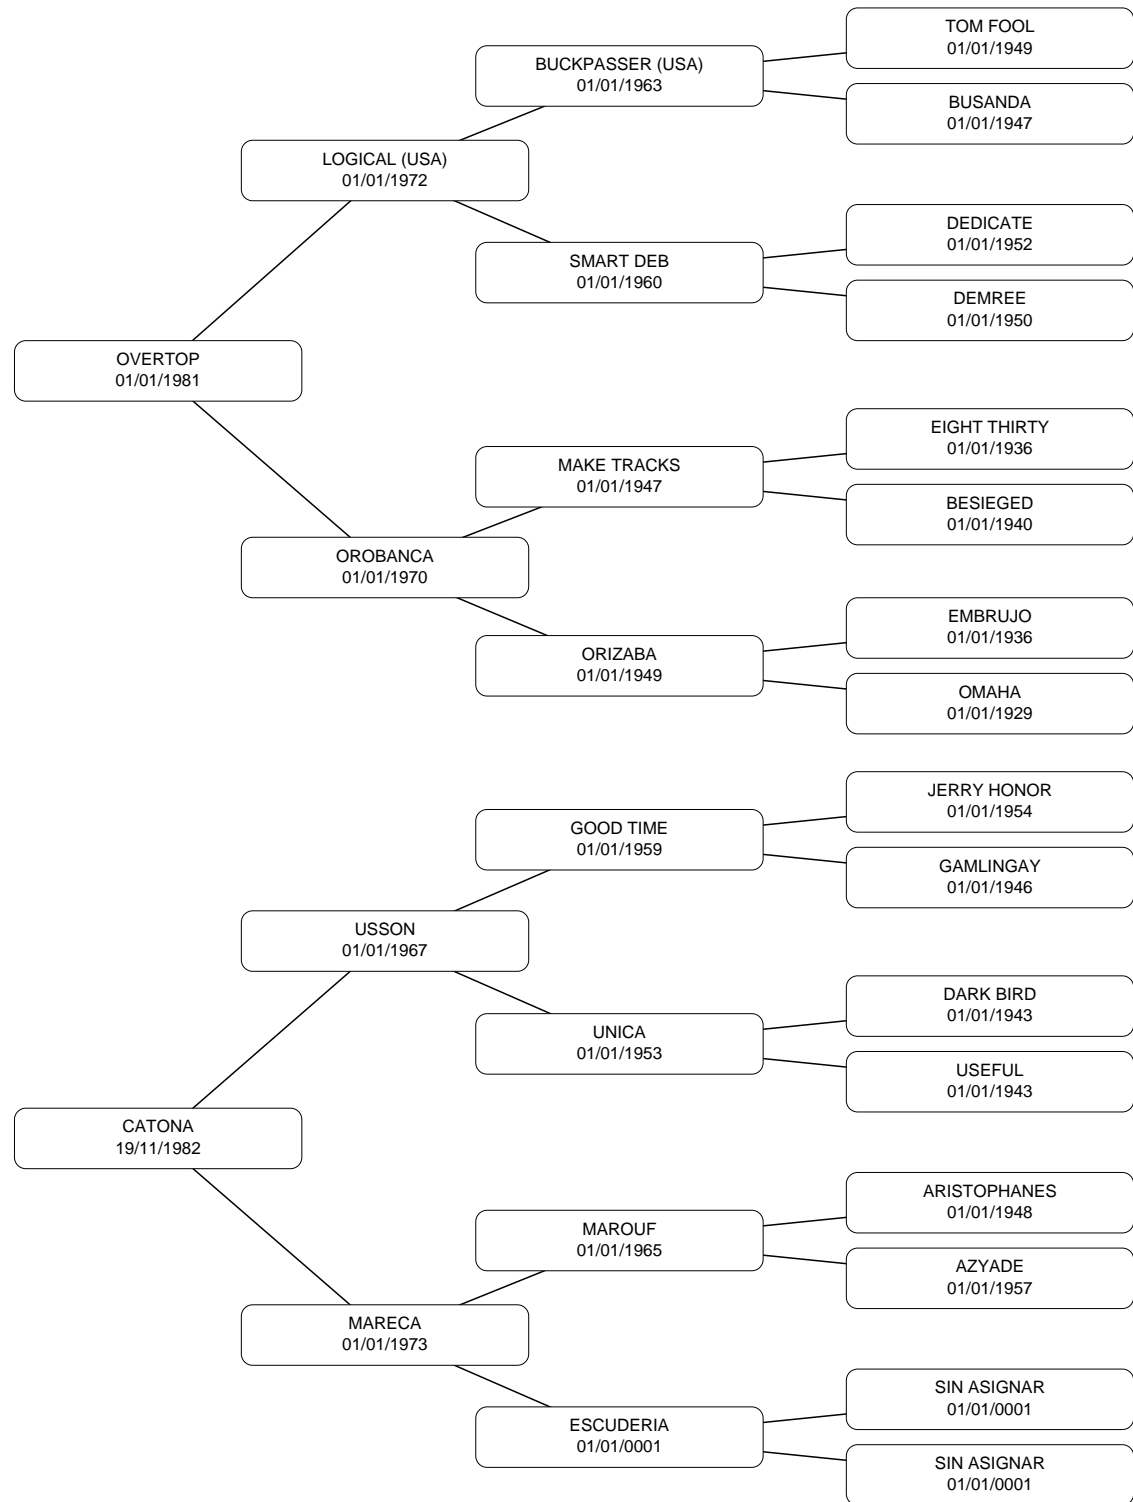 TOM FOOL
01/01/1949
BUCKPASSER (USA)
01/01/1963
BUSANDA
01/01/1947
LOGICAL (USA)
01/01/1972
DEDICATE
01/01/1952
SMART DEB
01/01/1960
DEMREE
01/01/1950
OVERTOP
01/01/1981
EIGHT THIRTY
01/01/1936
MAKE TRACKS
01/01/1947
BESIEGED
01/01/1940
OROBANCA
01/01/1970
EMBRUJO
01/01/1936
ORIZABA
01/01/1949
OMAHA
01/01/1929
JERRY HONOR
01/01/1954
GOOD TIME
01/01/1959
GAMLINGAY
01/01/1946
USSON
01/01/1967
DARK BIRD
01/01/1943
UNICA
01/01/1953
USEFUL
01/01/1943
CATONA
19/11/1982
ARISTOPHANES
01/01/1948
MAROUF
01/01/1965
AZYADE
01/01/1957
MARECA
01/01/1973
SIN ASIGNAR
01/01/0001
ESCUDERIA
01/01/0001
SIN ASIGNAR
01/01/0001